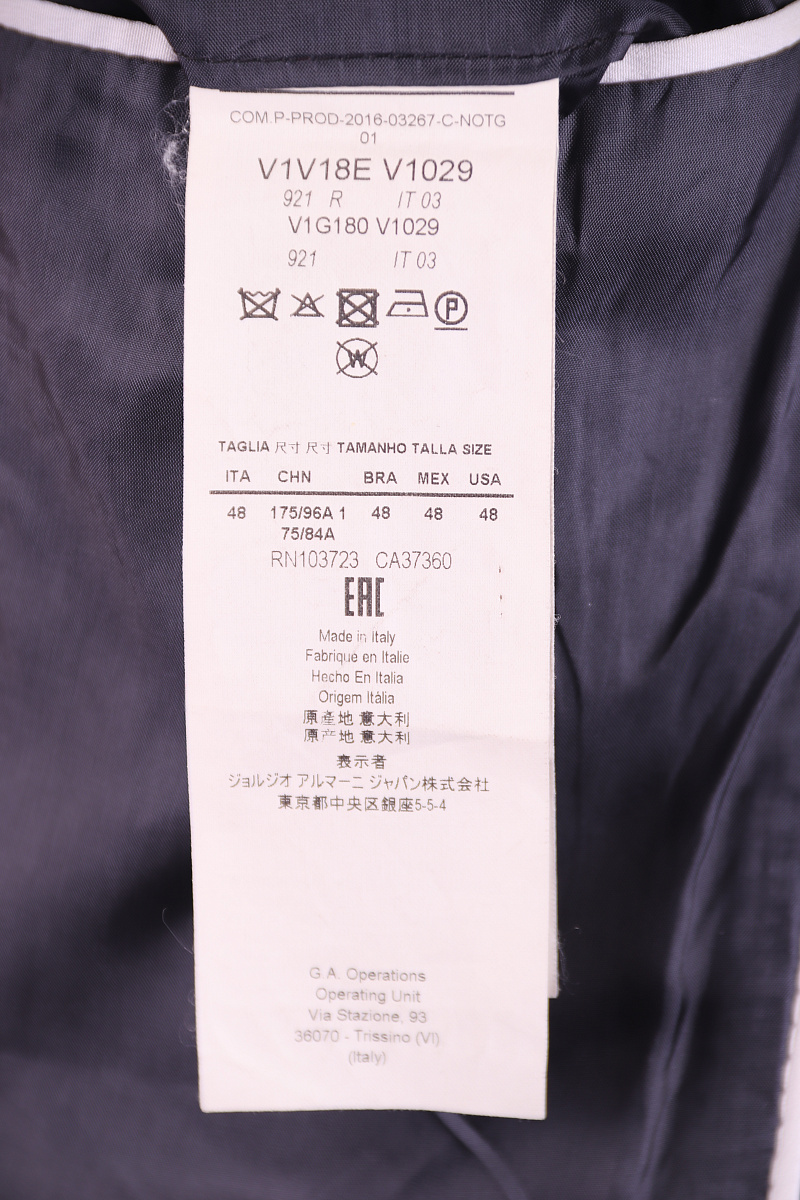 COM.P-PROD-2016-03267-C-NOTG
01
V1V18E V1029
921 R IT 03
V1G180 V1029
921 IT 03
P
W
TAGLIA 尺寸 尺寸 TAMANHO TALLA SIZE
ITA CHN BRA MEX USA
48 175/96A 1 48 48 48
75/84A
RN103723 CA37360
EAC
Made in Italy
Fabriqué en Italie
Hecho En Italia
Origem Itália
原產地 意大利
原产地 意大利
表示者
ジョルジオ アルマーニ ジャパン株式会社
東京都中央区銀座5-5-4
G.A. Operations
Operating Unit
Via Stazione, 93
36070 - Trissino (VI)
(Italy)